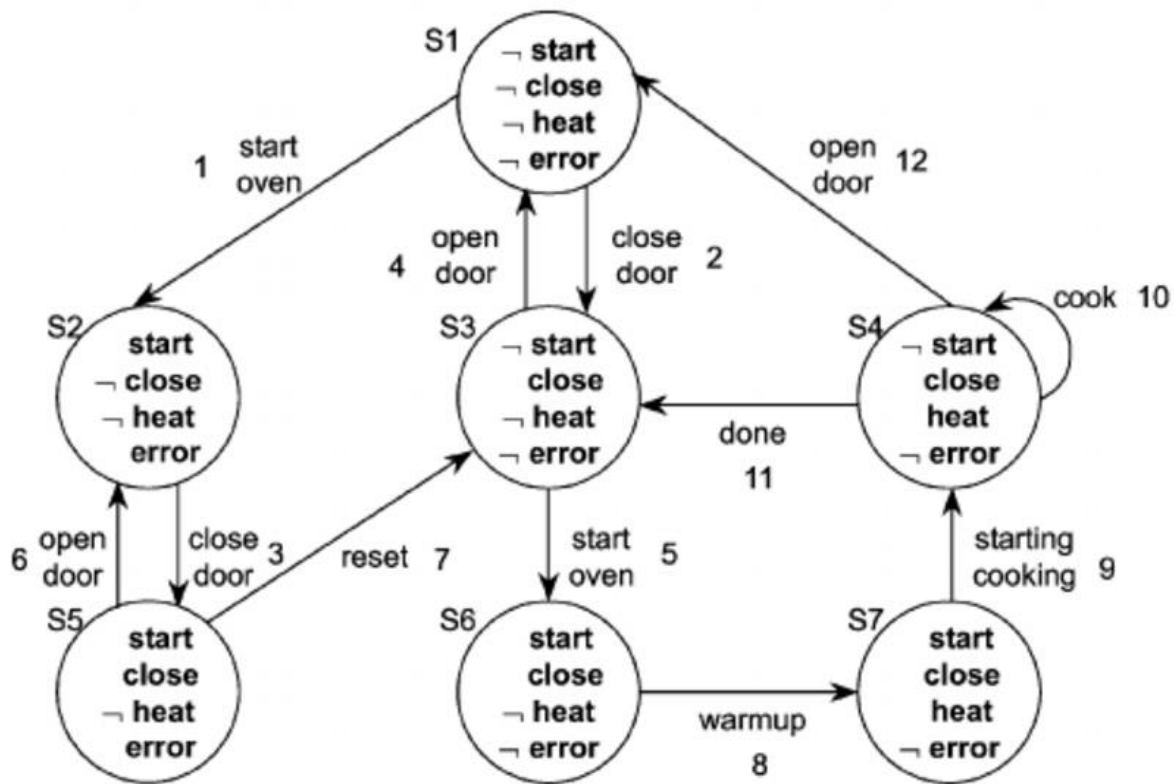 S1
¬ start
¬ close
¬ heat
¬ error
1 start
oven
open 12
door
4 open
door
close 2
door
cook 10
S2
start
¬ close
¬ heat
error
S3
¬ start
close
¬ heat
¬ error
S4
¬ start
close
heat
¬ error
done
11
6 open
door
close 3
door
reset 7
start 5
oven
starting
cooking 9
S5
start
close
¬ heat
error
S6
start
close
¬ heat
¬ error
warmup
8
S7
start
close
heat
¬ error